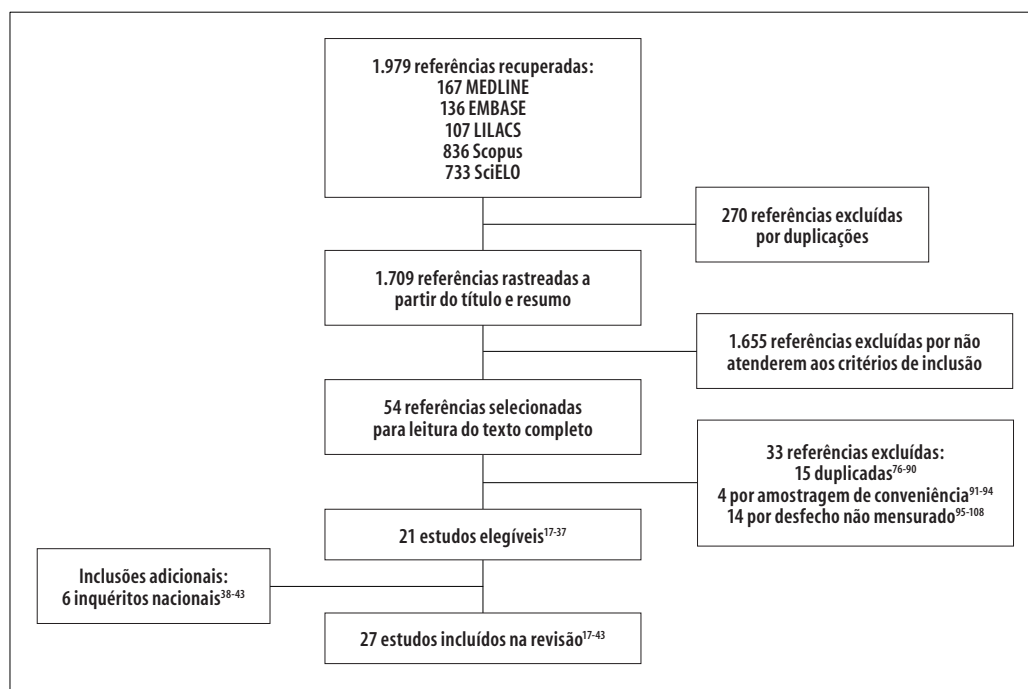 1.979 referências recuperadas:
167 MEDLINE
136 EMBASE
107 LILACS
836 Scopus
733 SciELO
270 referências excluídas
por duplicações
1.709 referências rastreadas a
partir do título e resumo
1.655 referências excluídas por não
atenderem aos critérios de inclusão
54 referências selecionadas
para leitura do texto completo
33 referências excluídas:
15 duplicadas76-90
4 por amostragem de conveniência91-94
14 por desfecho não mensurado95-108
21 estudos elegíveis17-37
Inclusões adicionais:
6 inquéritos nacionais38-43
27 estudos incluídos na revisão17-43